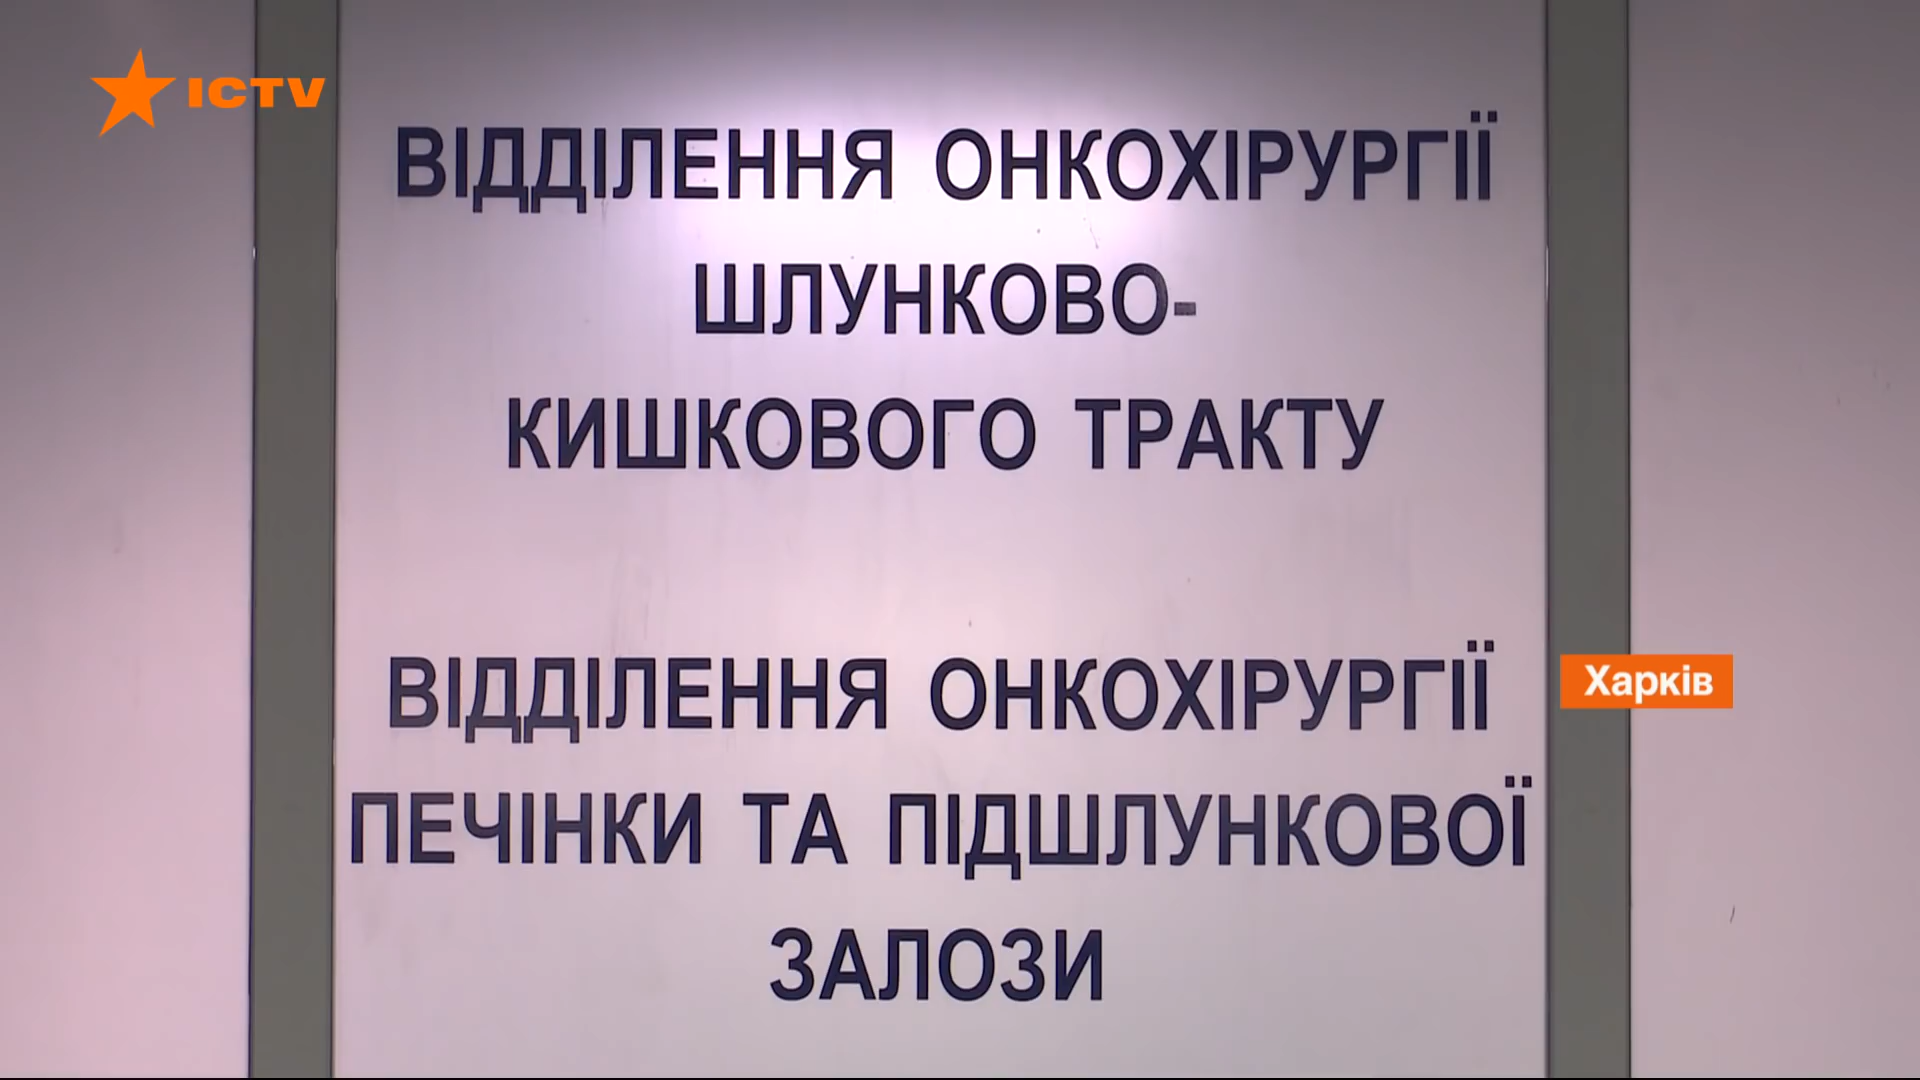 ICTV
ВІДДІЛЕННЯ ОНКОХІРУРГІЇ
ШЛУНКОВО-
КИШКОВОГО ТРАКТУ
ВІДДІЛЕННЯ ОНКОХІРУРГІЇ
Харків
ПЕЧІНКИ ТА ПІДШЛУНКОВОЇ
ЗАЛОЗИ